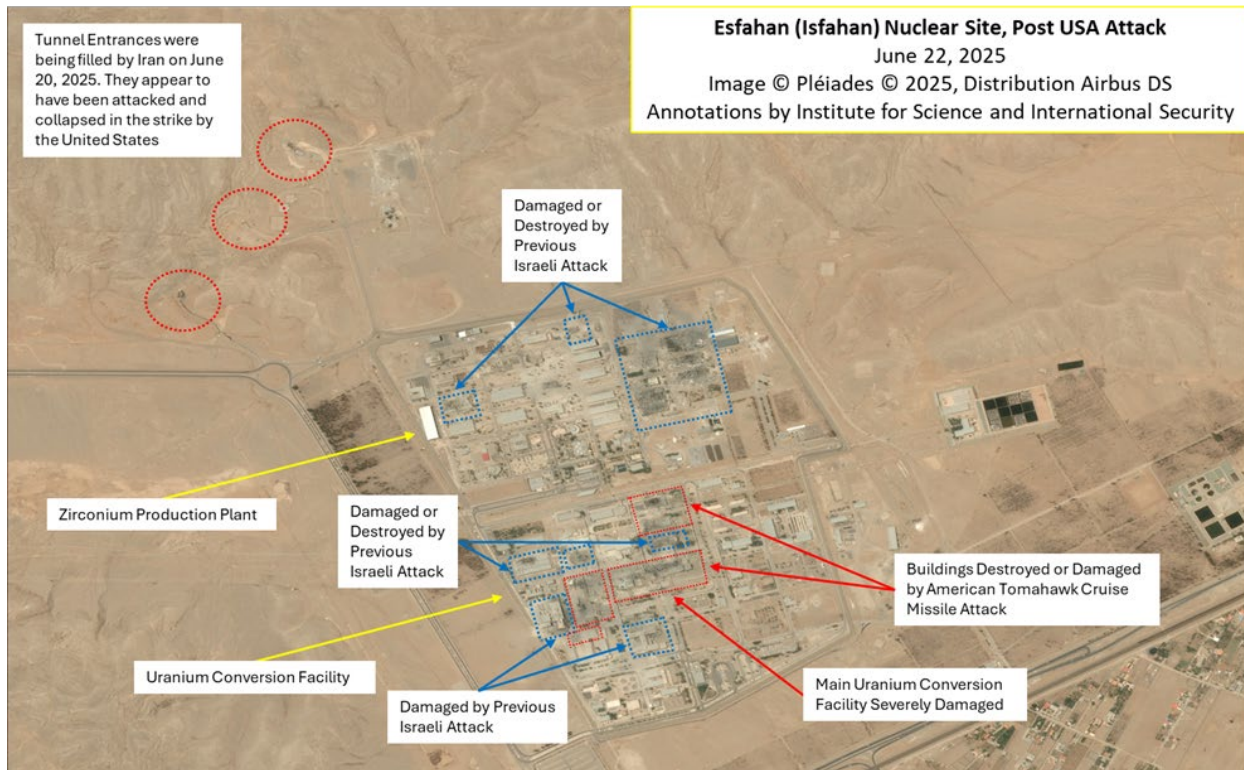 Tunnel Entrances were
being filled by Iran on June
20, 2025. They appear to
have been attacked and
collapsed in the strike by
the United States
Esfahan (Isfahan) Nuclear Site, Post USA Attack
June 22, 2025
Image © Pléiades © 2025, Distribution Airbus DS
Annotations by Institute for Science and International Security
Damaged or
Destroyed by
Previous
Israeli Attack
Zirconium Production Plant
Damaged or
Destroyed by
Previous
Israeli Attack
Buildings Destroyed or Damaged
by American Tomahawk Cruise
Missile Attack
Uranium Conversion Facility
Damaged by Previous
Israeli Attack
Main Uranium Conversion
Facility Severely Damaged